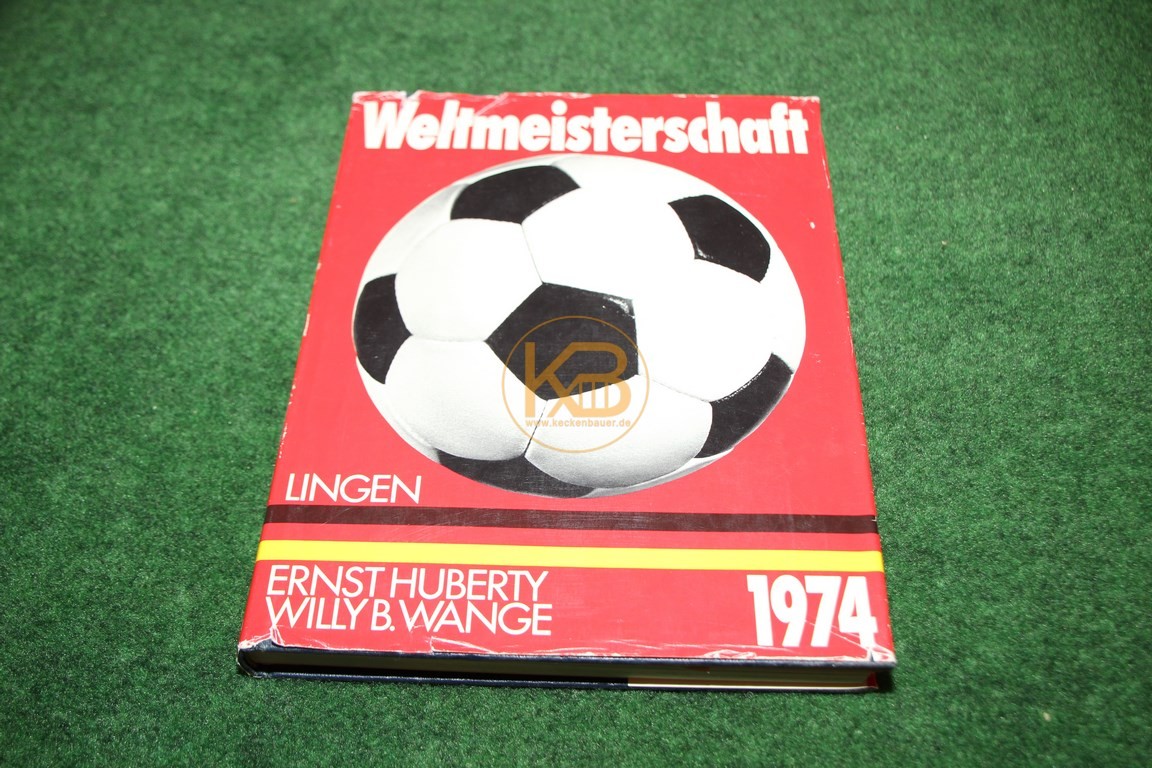 Weltmeisterschaft
KB
www.keckenbauer.de
LINGEN
ERNST HUBERTY
WILLY B. WANGE
1974